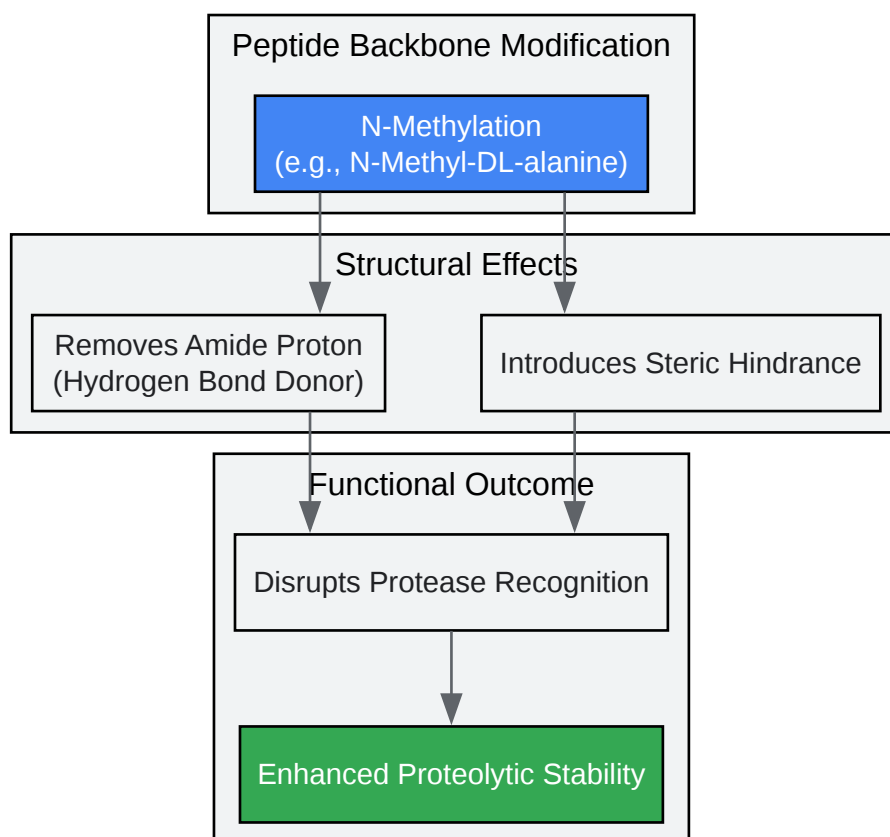 Peptide Backbone Modification
N-Methylation
(e.g., N-Methyl-DL-alanine)
Structural Effects
Removes Amide Proton
(Hydrogen Bond Donor)
Introduces Steric Hindrance
Functional Outcome
Disrupts Protease Recognition
Enhanced Proteolytic Stability